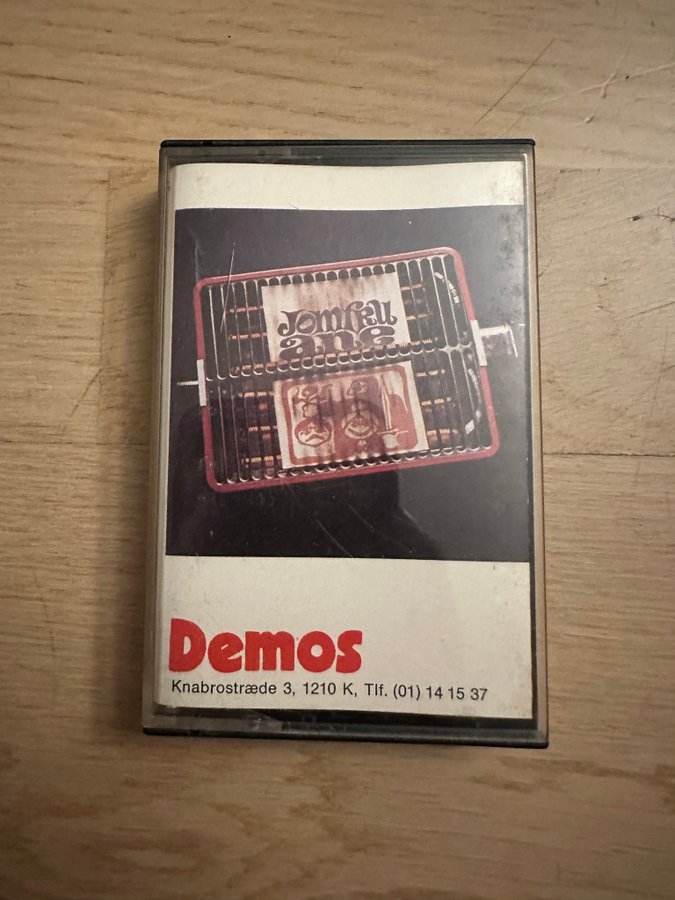 Jomfru
ane
Demos
Knabrostræde 3, 1210 K, Tlf. (01) 14 15 37